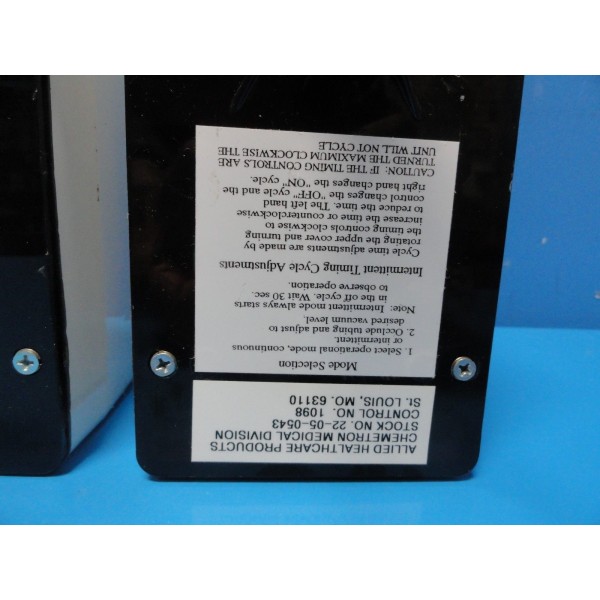 ALLIED HEALTHCARE PRODUCTS
CHEMETRON MEDICAL DIVISION
STOCK NO. 22-05-0543
CONTROL NO. 1098
ST. LOUIS, MO. 63110
Mode Selection
1. Select operational mode, continuous
or intermittent.
2. Occlude tubing and adjust to
desired vacuum level.
Note: Intermittent mode always starts
in the off cycle. Wait 30 sec.
to observe operation.
Intermittent Timing Cycle Adjustments
Cycle time adjustments are made by
rotating the upper cover and turning
the timing controls clockwise to
increase the time or counterclockwise
to reduce the time. The left hand
control changes the "OFF" cycle and the
right hand changes the "ON" cycle.
CAUTION: IF THE TIMING CONTROLS ARE
TURNED THE MAXIMUM CLOCKWISE THE
UNIT WILL NOT CYCLE